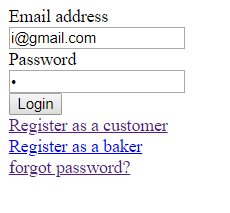 Email address
i@gmail.com
Password
•
Login
Register as a customer
Register as a baker
forgot password?